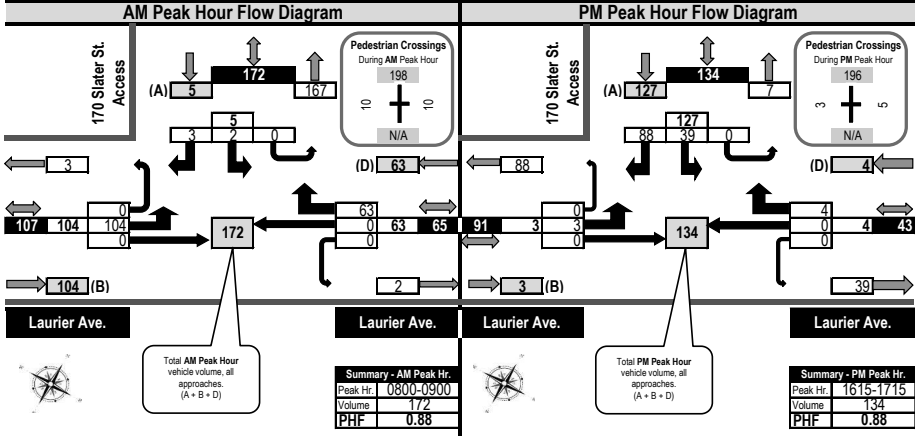 AM Peak Hour Flow Diagram
170 Slater St.
Access
172
(A) 5
167
5
3 2 0
Pedestrian Crossings
During AM Peak Hour
198
10 10
N/A
3
(D) 63
0
107 104 104
0
172
63
0 63 65
0
104 (B)
2
Laurier Ave.
Laurier Ave.
Total AM Peak Hour
vehicle volume, all
approaches.
(A + B + D)
Summary - AM Peak Hr.
Peak Hr. 0800-0900
Volume 172
PHF 0.88
PM Peak Hour Flow Diagram
170 Slater St.
Access
134
(A) 127
7
127
88 39 0
Pedestrian Crossings
During PM Peak Hour
196
3 5
N/A
88
(D) 4
0
91 3 3
0
134
4
0 4 43
0
3 (B)
39
Laurier Ave.
Laurier Ave.
Total PM Peak Hour
vehicle volume, all
approaches.
(A + B + D)
Summary - PM Peak Hr.
Peak Hr. 1615-1715
Volume 134
PHF 0.88